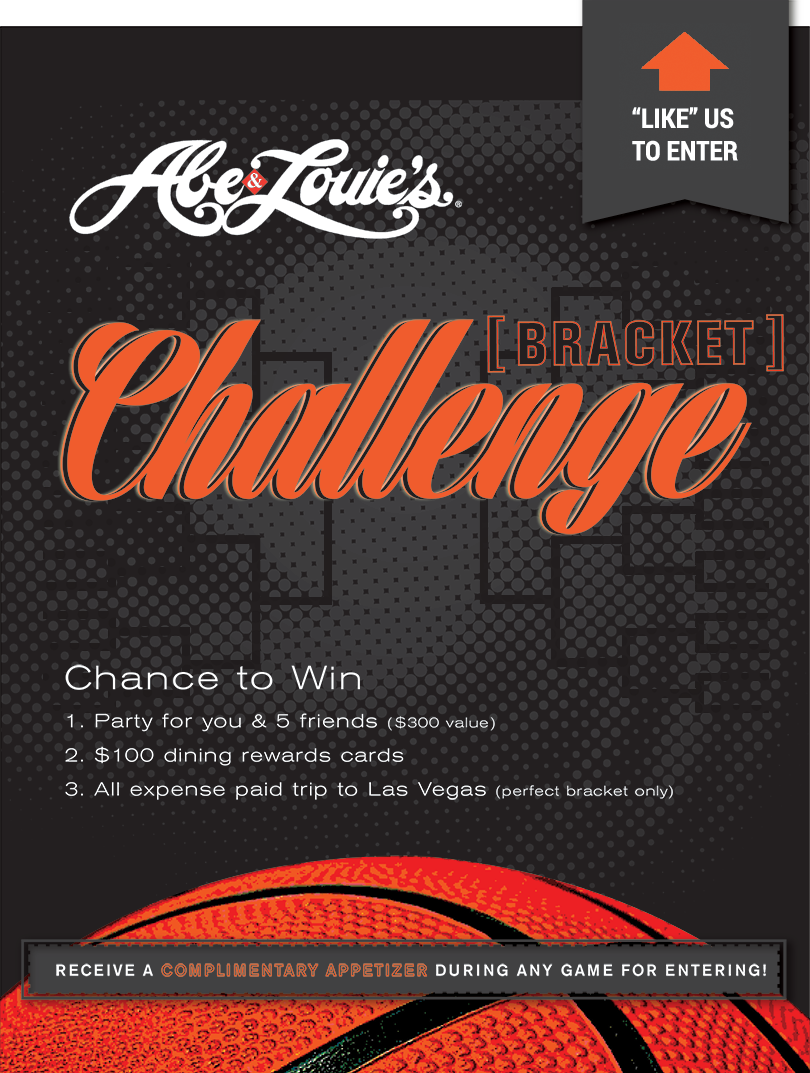 “LIKE” US
TO ENTER
Abe & Louie's®
[ BRACKET ]
Challenge
Chance to Win
1. Party for you & 5 friends ($300 value)
2. $100 dining rewards cards
3. All expense paid trip to Las Vegas (perfect bracket only)
RECEIVE A COMPLIMENTARY APPETIZER DURING ANY GAME FOR ENTERING!